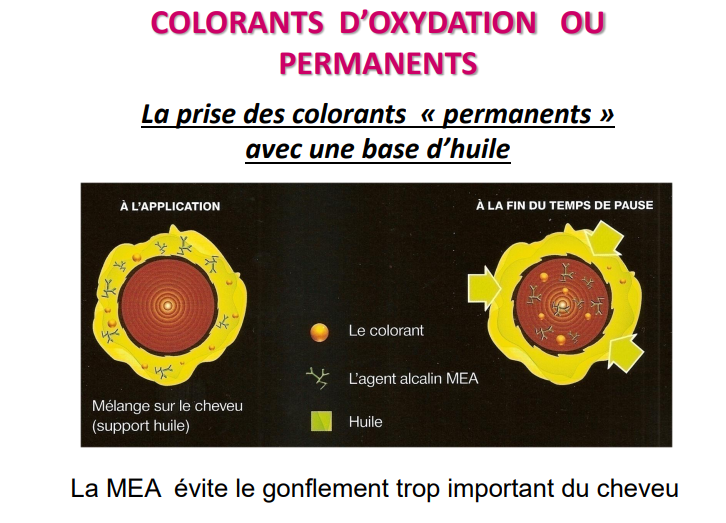 COLORANTS D’OXYDATION OU
PERMANENTS
La prise des colorants « permanents »
avec une base d’huile
À L’APPLICATION
Mélange sur le cheveu
(support huile)
Le colorant
L’agent alcalin MEA
Huile
À LA FIN DU TEMPS DE PAUSE
La MEA évite le gonflement trop important du cheveu